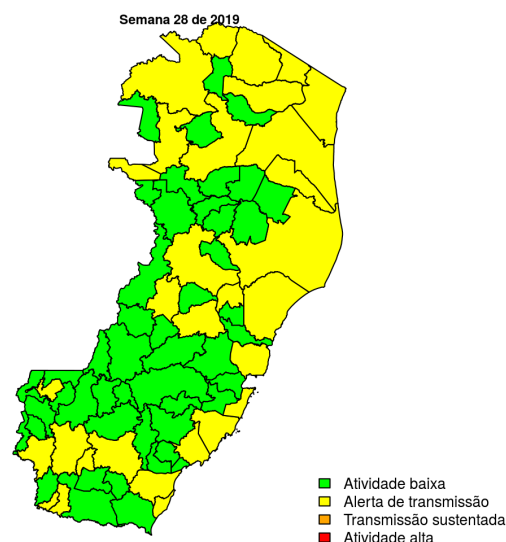 Semana 28 de 2019
Atividade baixa
Alerta de transmissão
Transmissão sustentada
Atividade alta